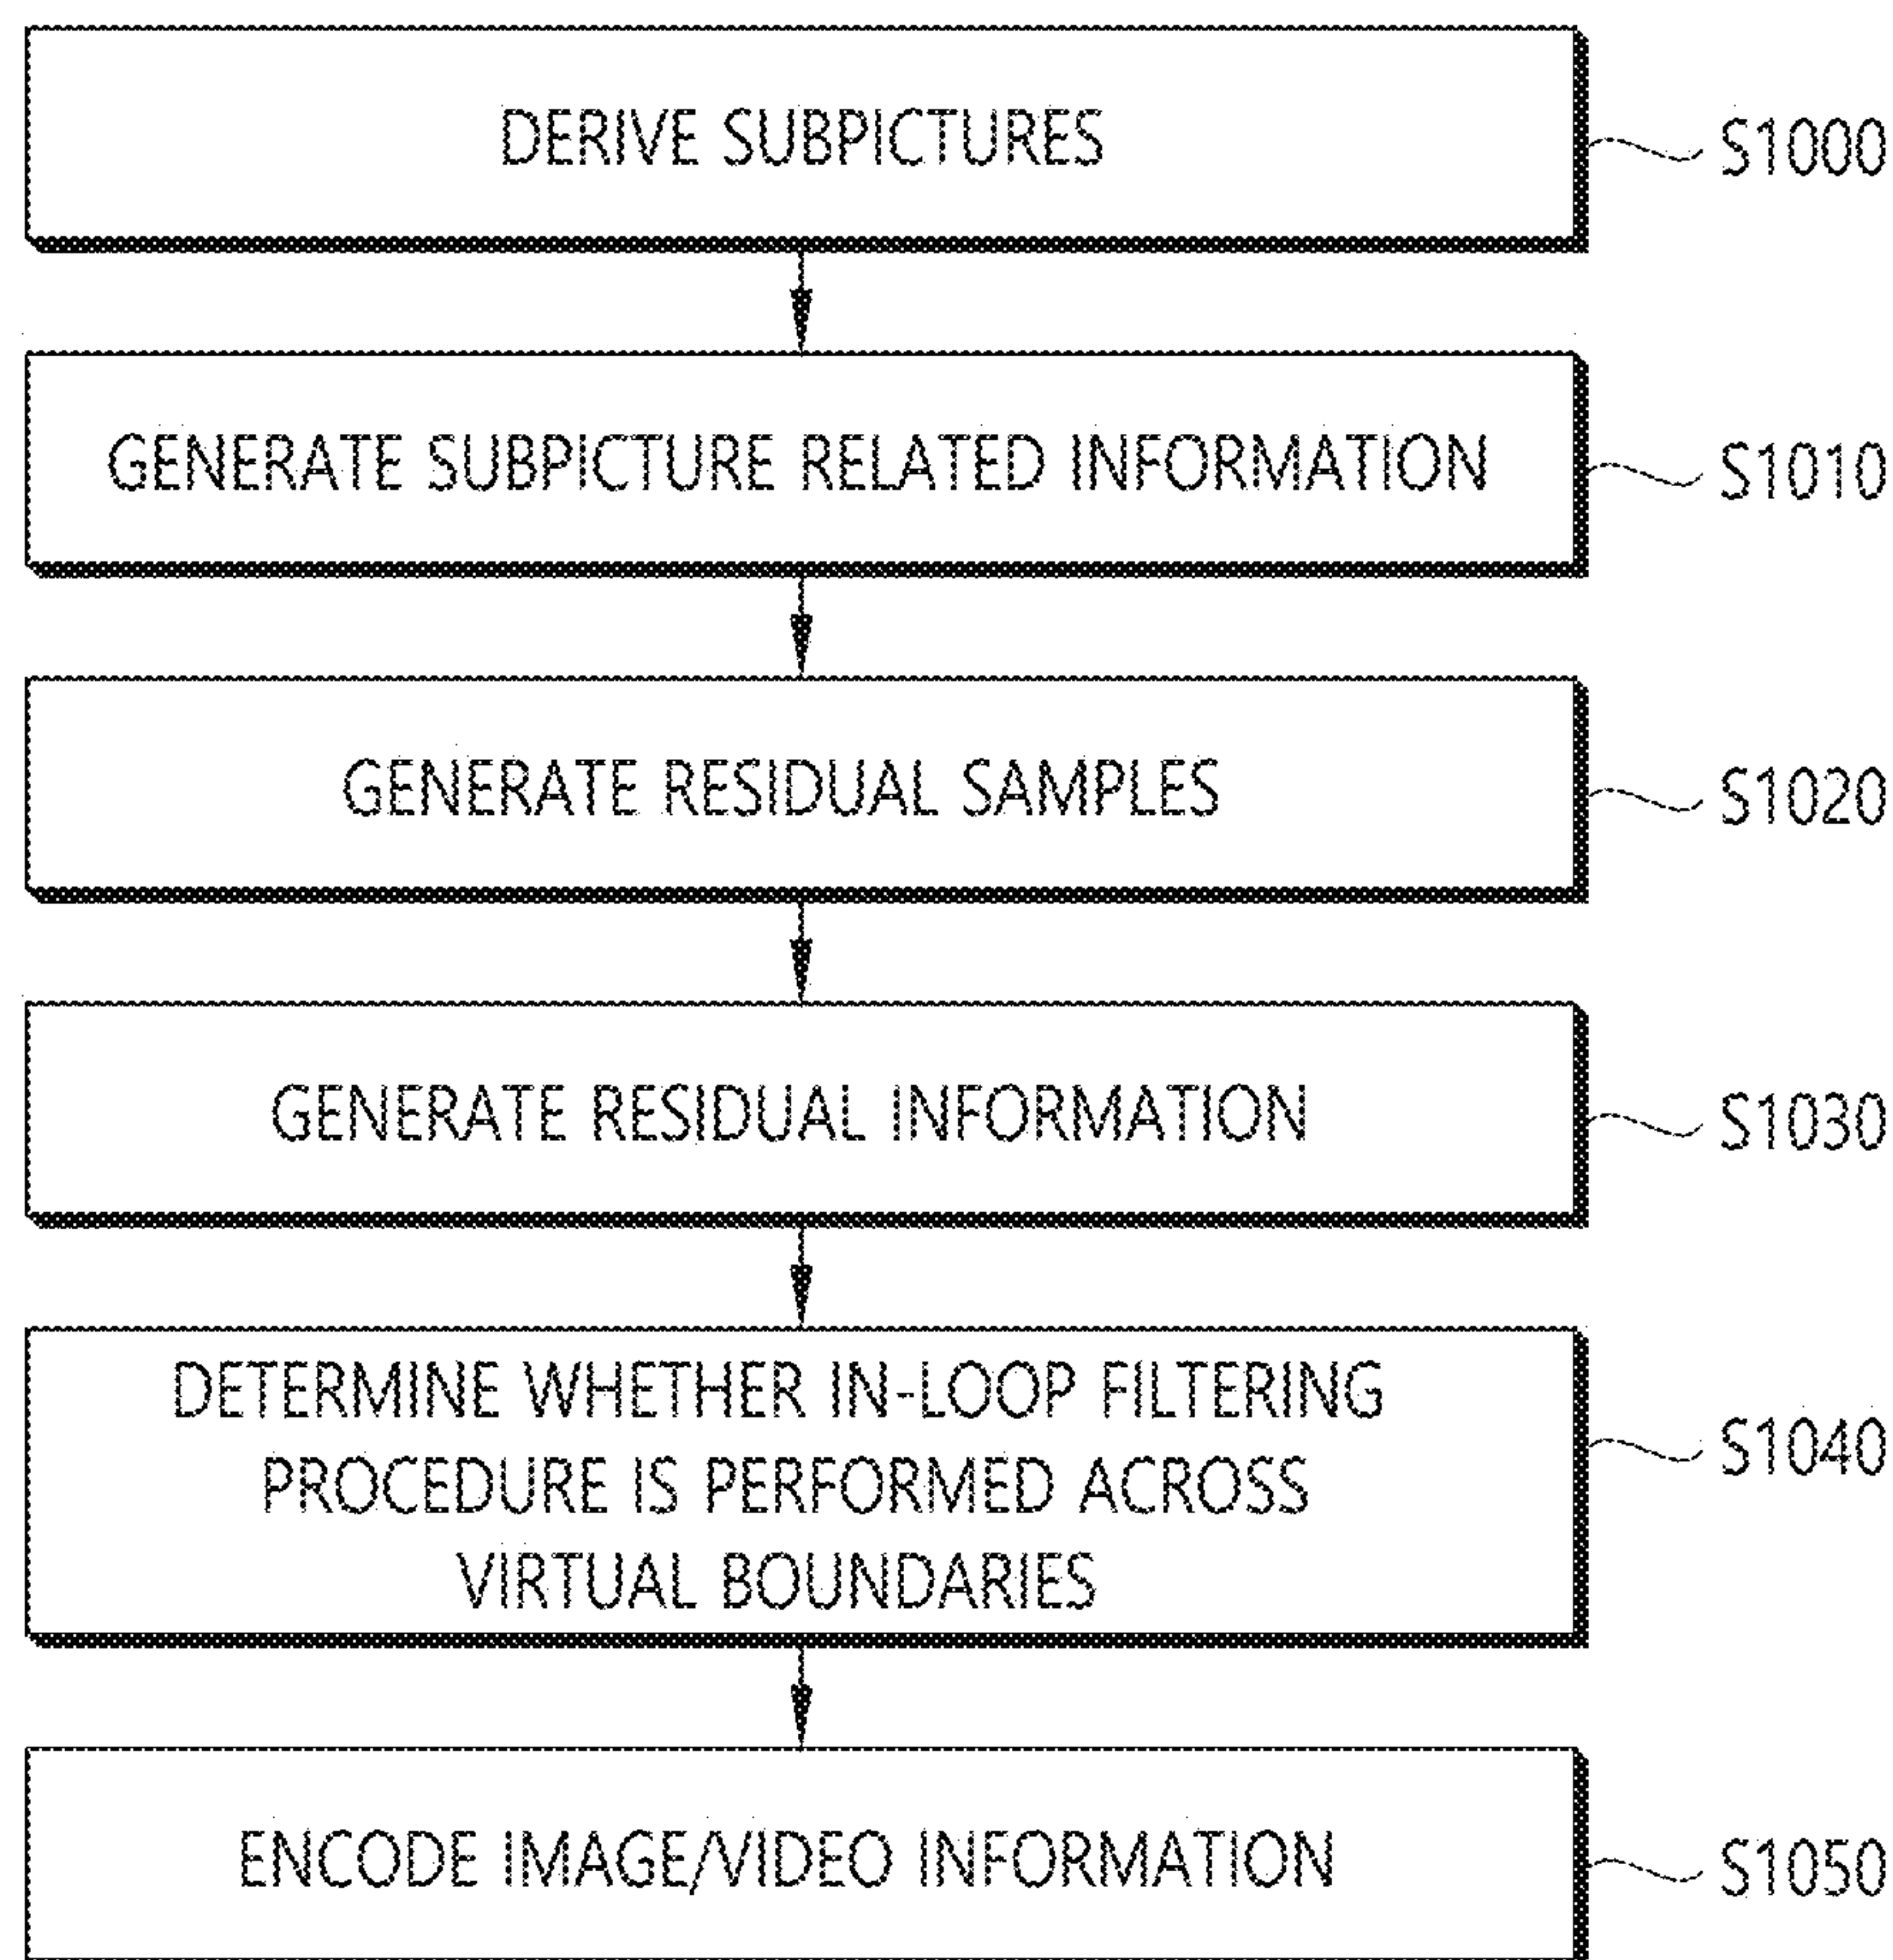 DERIVE SUBPICTURES
S1000
GENERATE SUBPICTURE RELATED INFORMATION
S1010
GENERATE RESIDUAL SAMPLES
S1020
GENERATE RESIDUAL INFORMATION
S1030
DETERMINE WHETHER IN-LOOP FILTERING
PROCEDURE IS PERFORMED ACROSS
VIRTUAL BOUNDARIES
S1040
ENCODE IMAGE/VIDEO INFORMATION
S1050